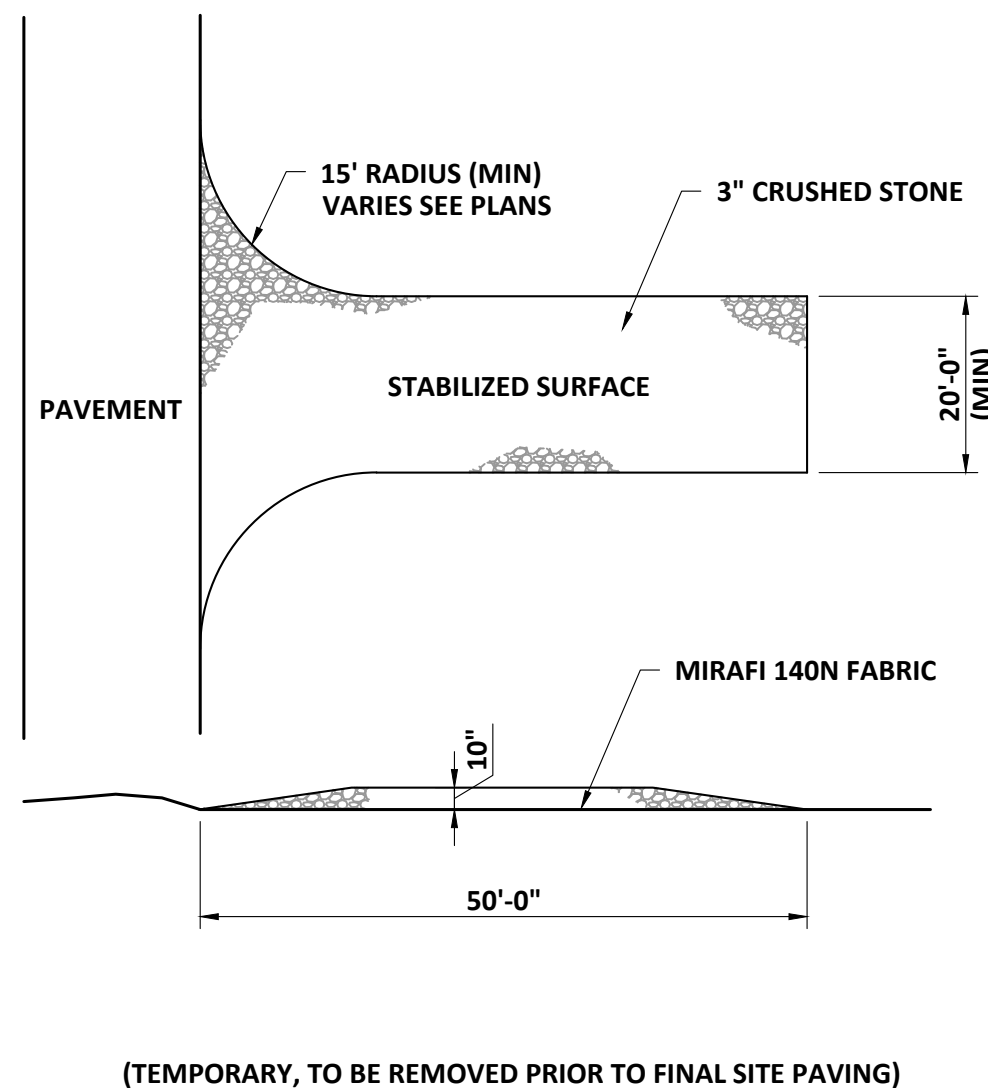 15' RADIUS (MIN)
VARIES SEE PLANS
3" CRUSHED STONE
STABILIZED SURFACE
PAVEMENT
20'-0"
(MIN)
MIRAFI 140N FABRIC
10"
50'-0"
(TEMPORARY, TO BE REMOVED PRIOR TO FINAL SITE PAVING)